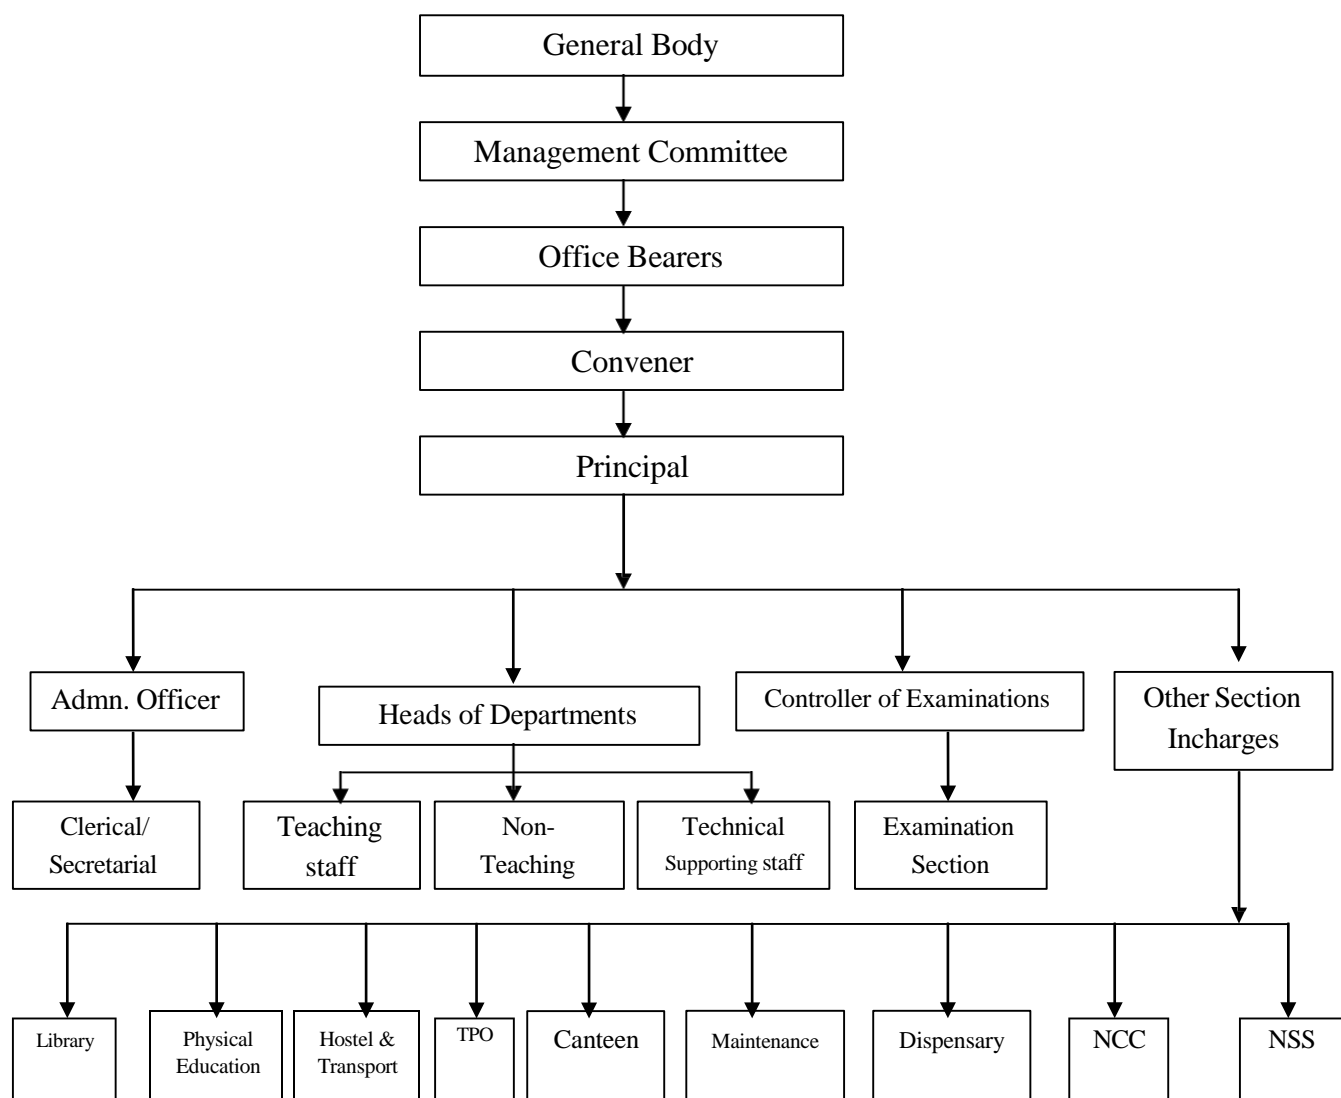 General Body
Management Committee
Office Bearers
Convener
Principal
Admn. Officer
Heads of Departments
Controller of Examinations
Other Section
Incharges
Clerical/
Secretarial
Teaching
staff
Non-
Teaching
Technical
Supporting staff
Examination
Section
Library
Physical
Education
Hostel &
Transport
TPO
Canteen
Maintenance
Dispensary
NCC
NSS